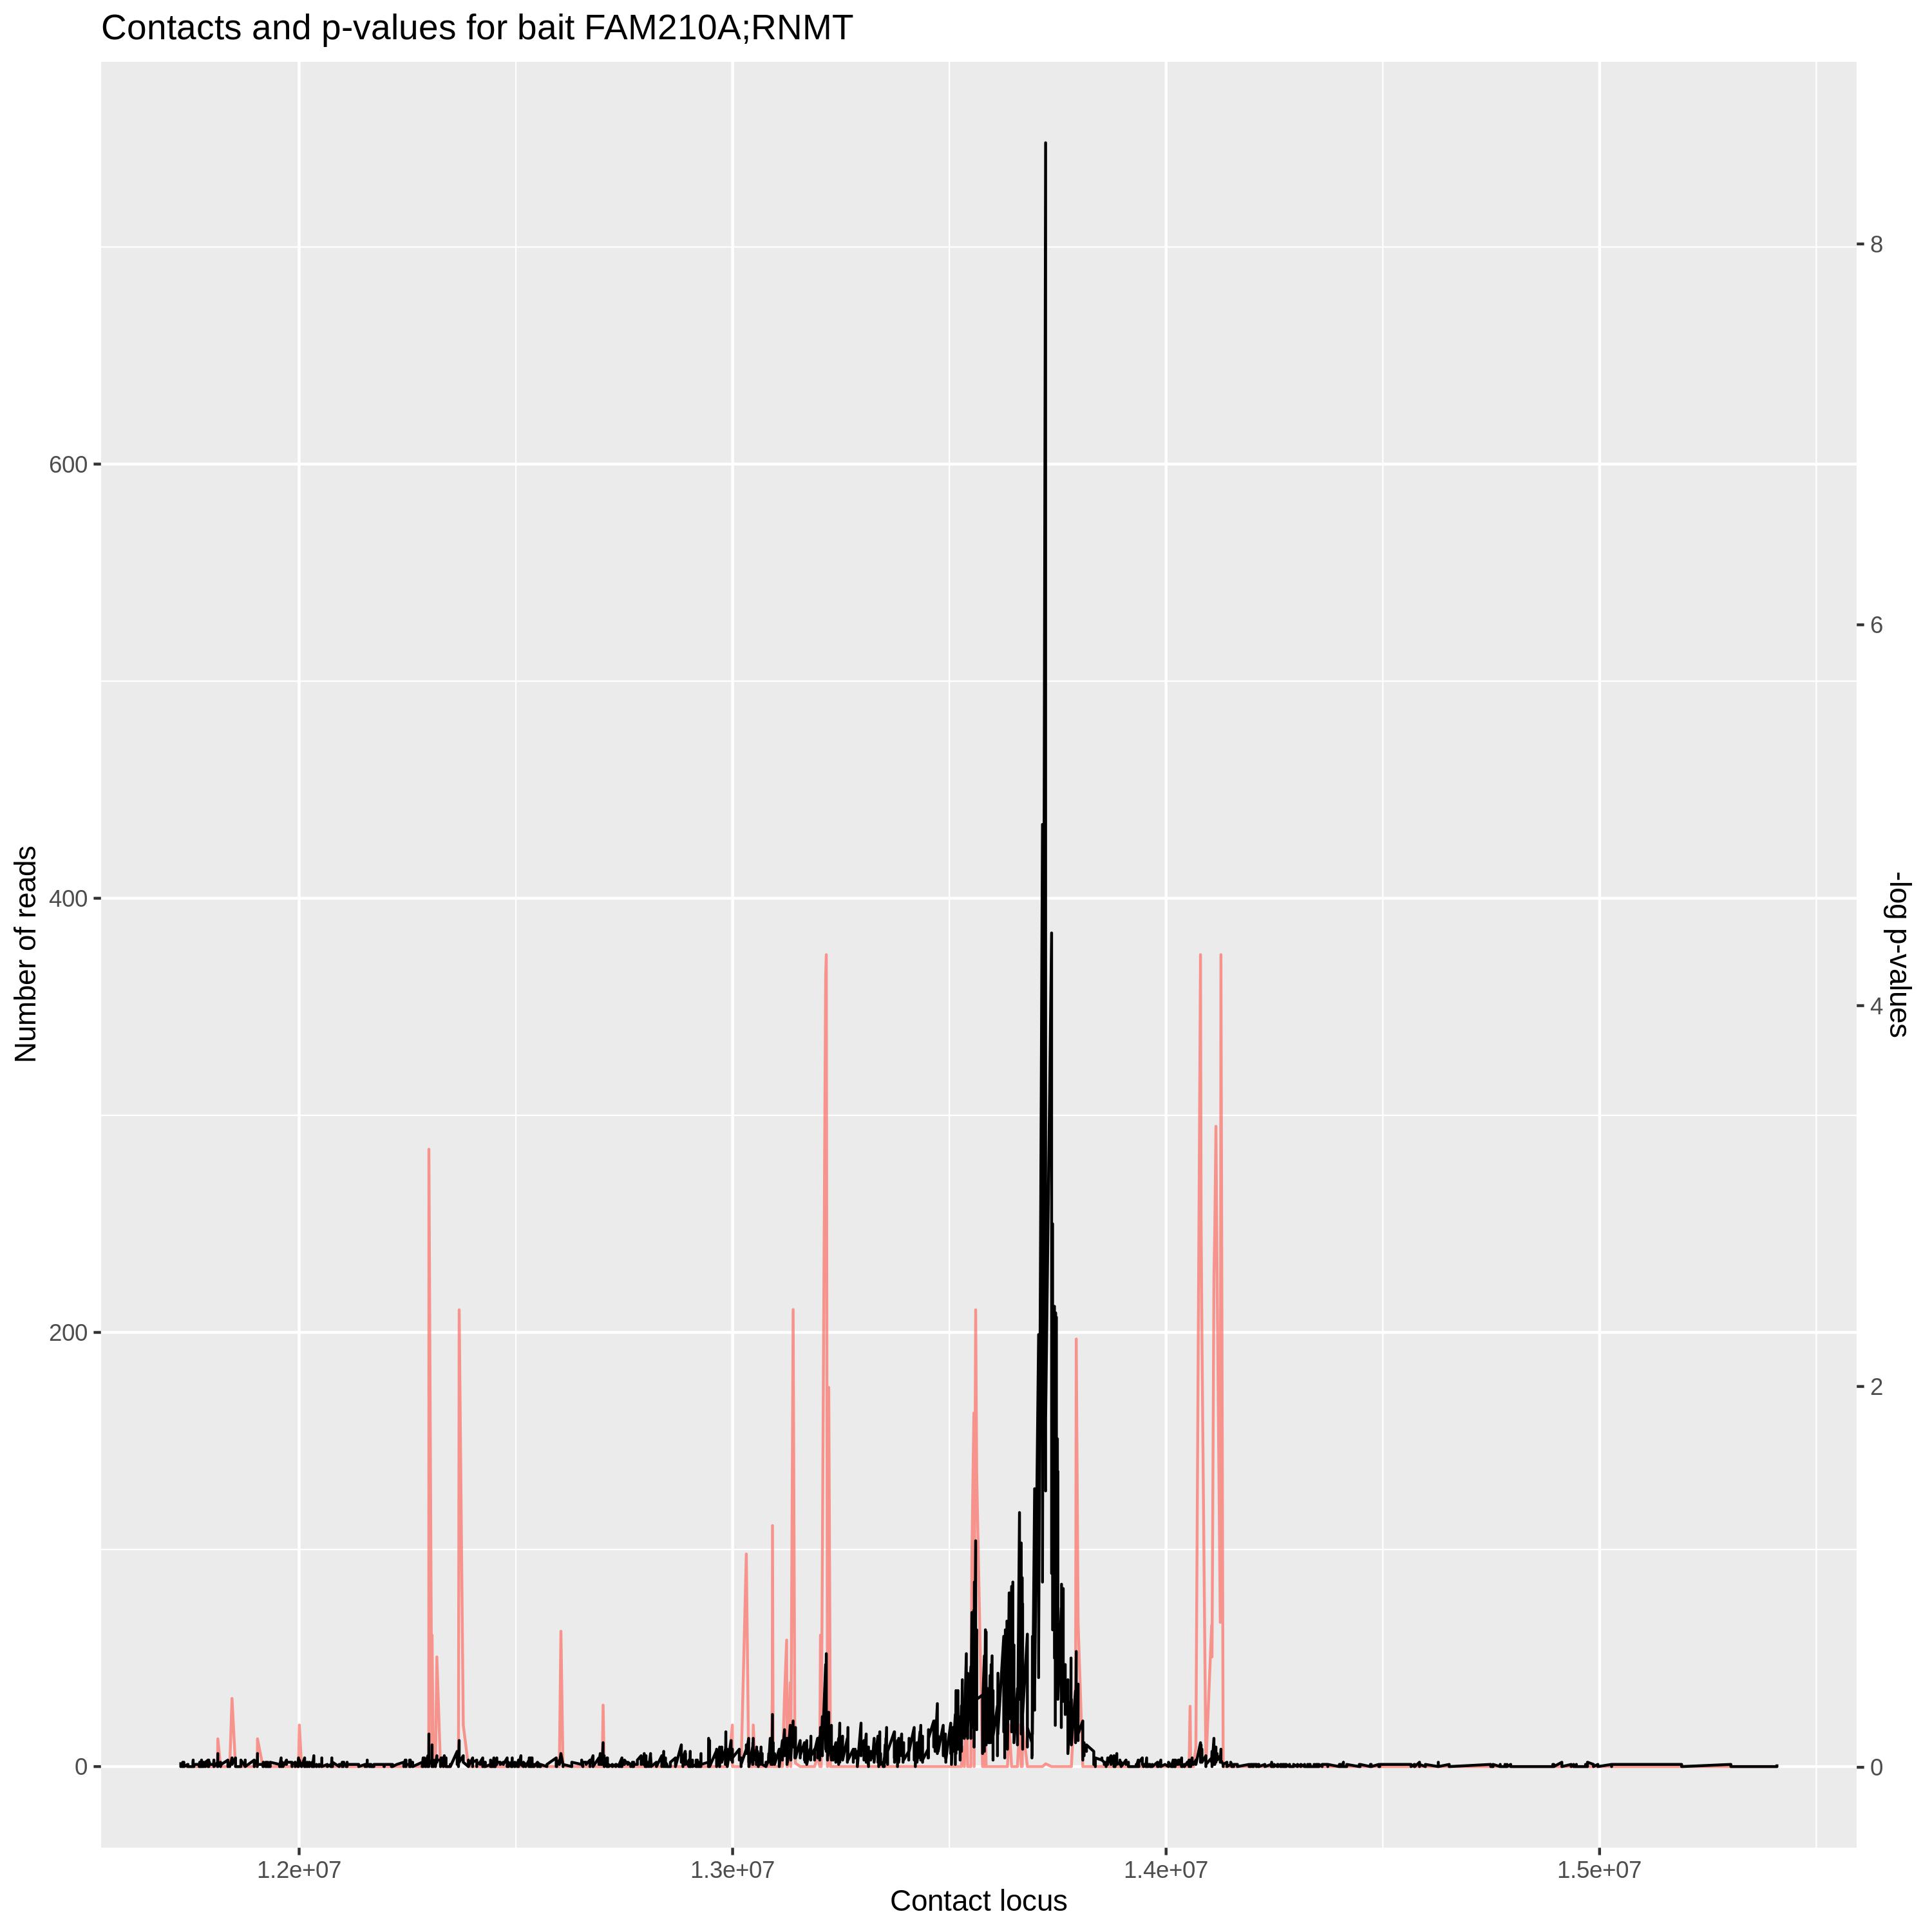 Contacts and p-values for bait FAM210A;RNMT
Number of reads
600
400
200
0
8
6
4
2
0
-log p-values
1.2e+07 1.3e+07 1.4e+07 1.5e+07
Contact locus